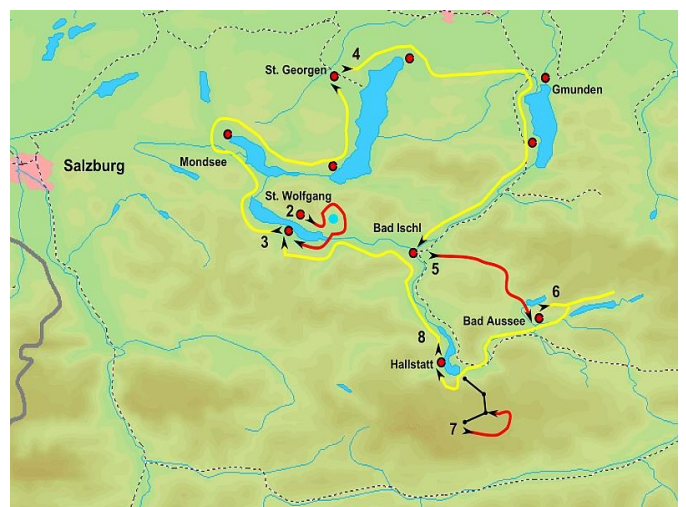 4
St. Georgen
Gmunden
Mondsee
Salzburg
St. Wolfgang
2
3
Bad Ischl
5
6
Bad Aussee
8
Hallstatt
7